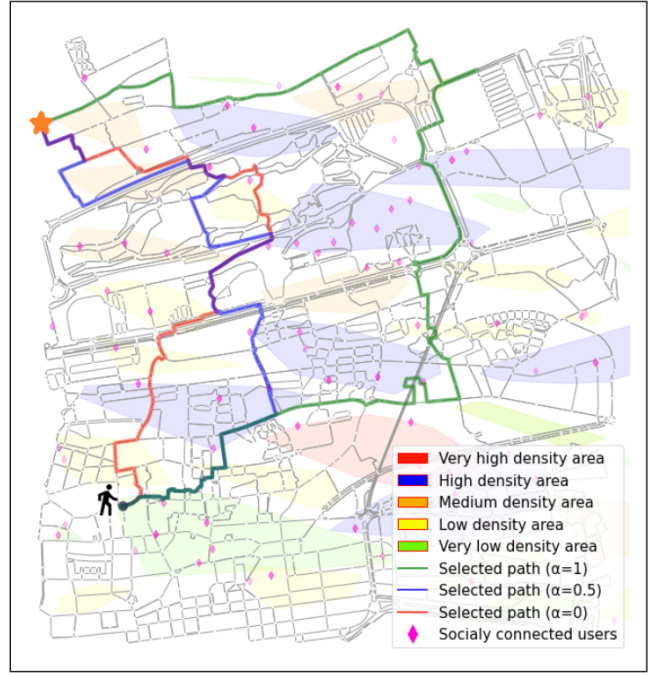 Very high density area
High density area
Medium density area
Low density area
Very low density area
Selected path (α=1)
Selected path (α=0.5)
Selected path (α=0)
Socialy connected users